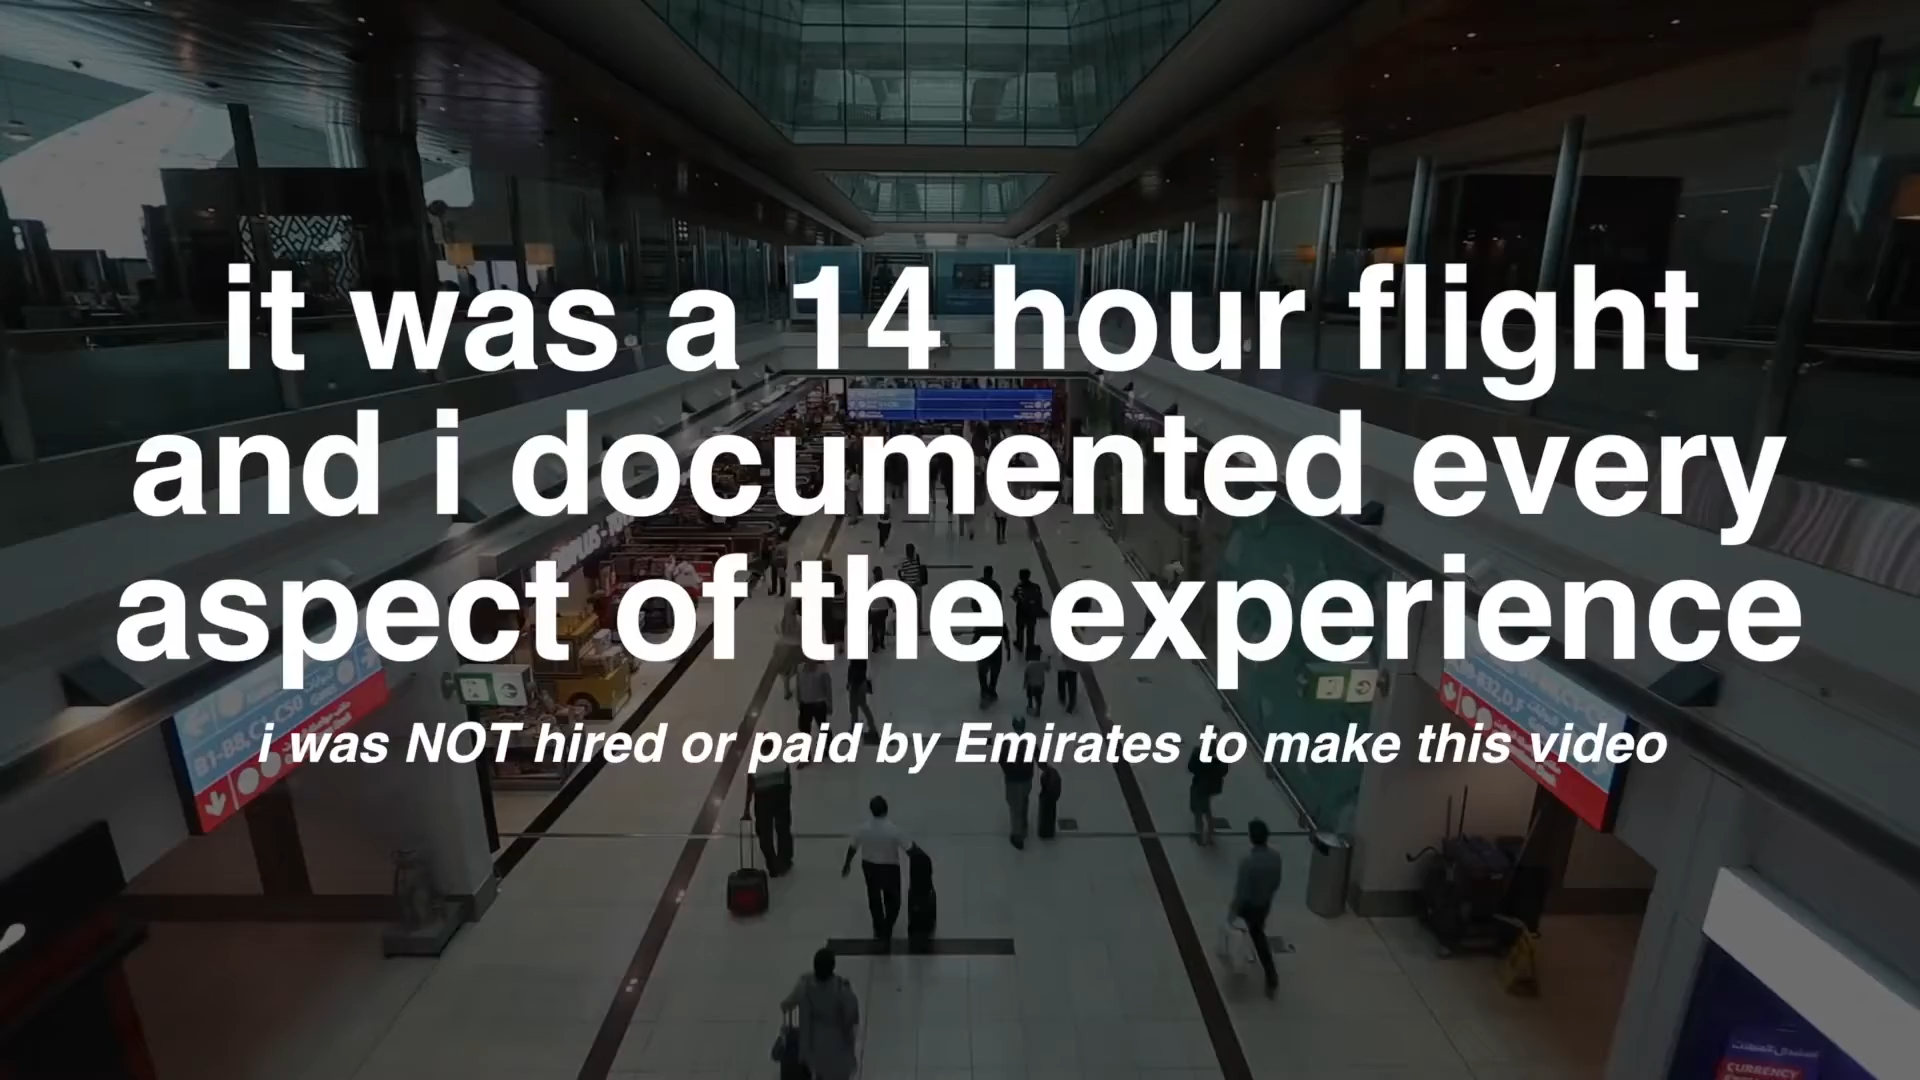 it was a 14 hour flight
and i documented every
aspect of the experience
i was NOT hired or paid by Emirates to make this video
CURRENCY